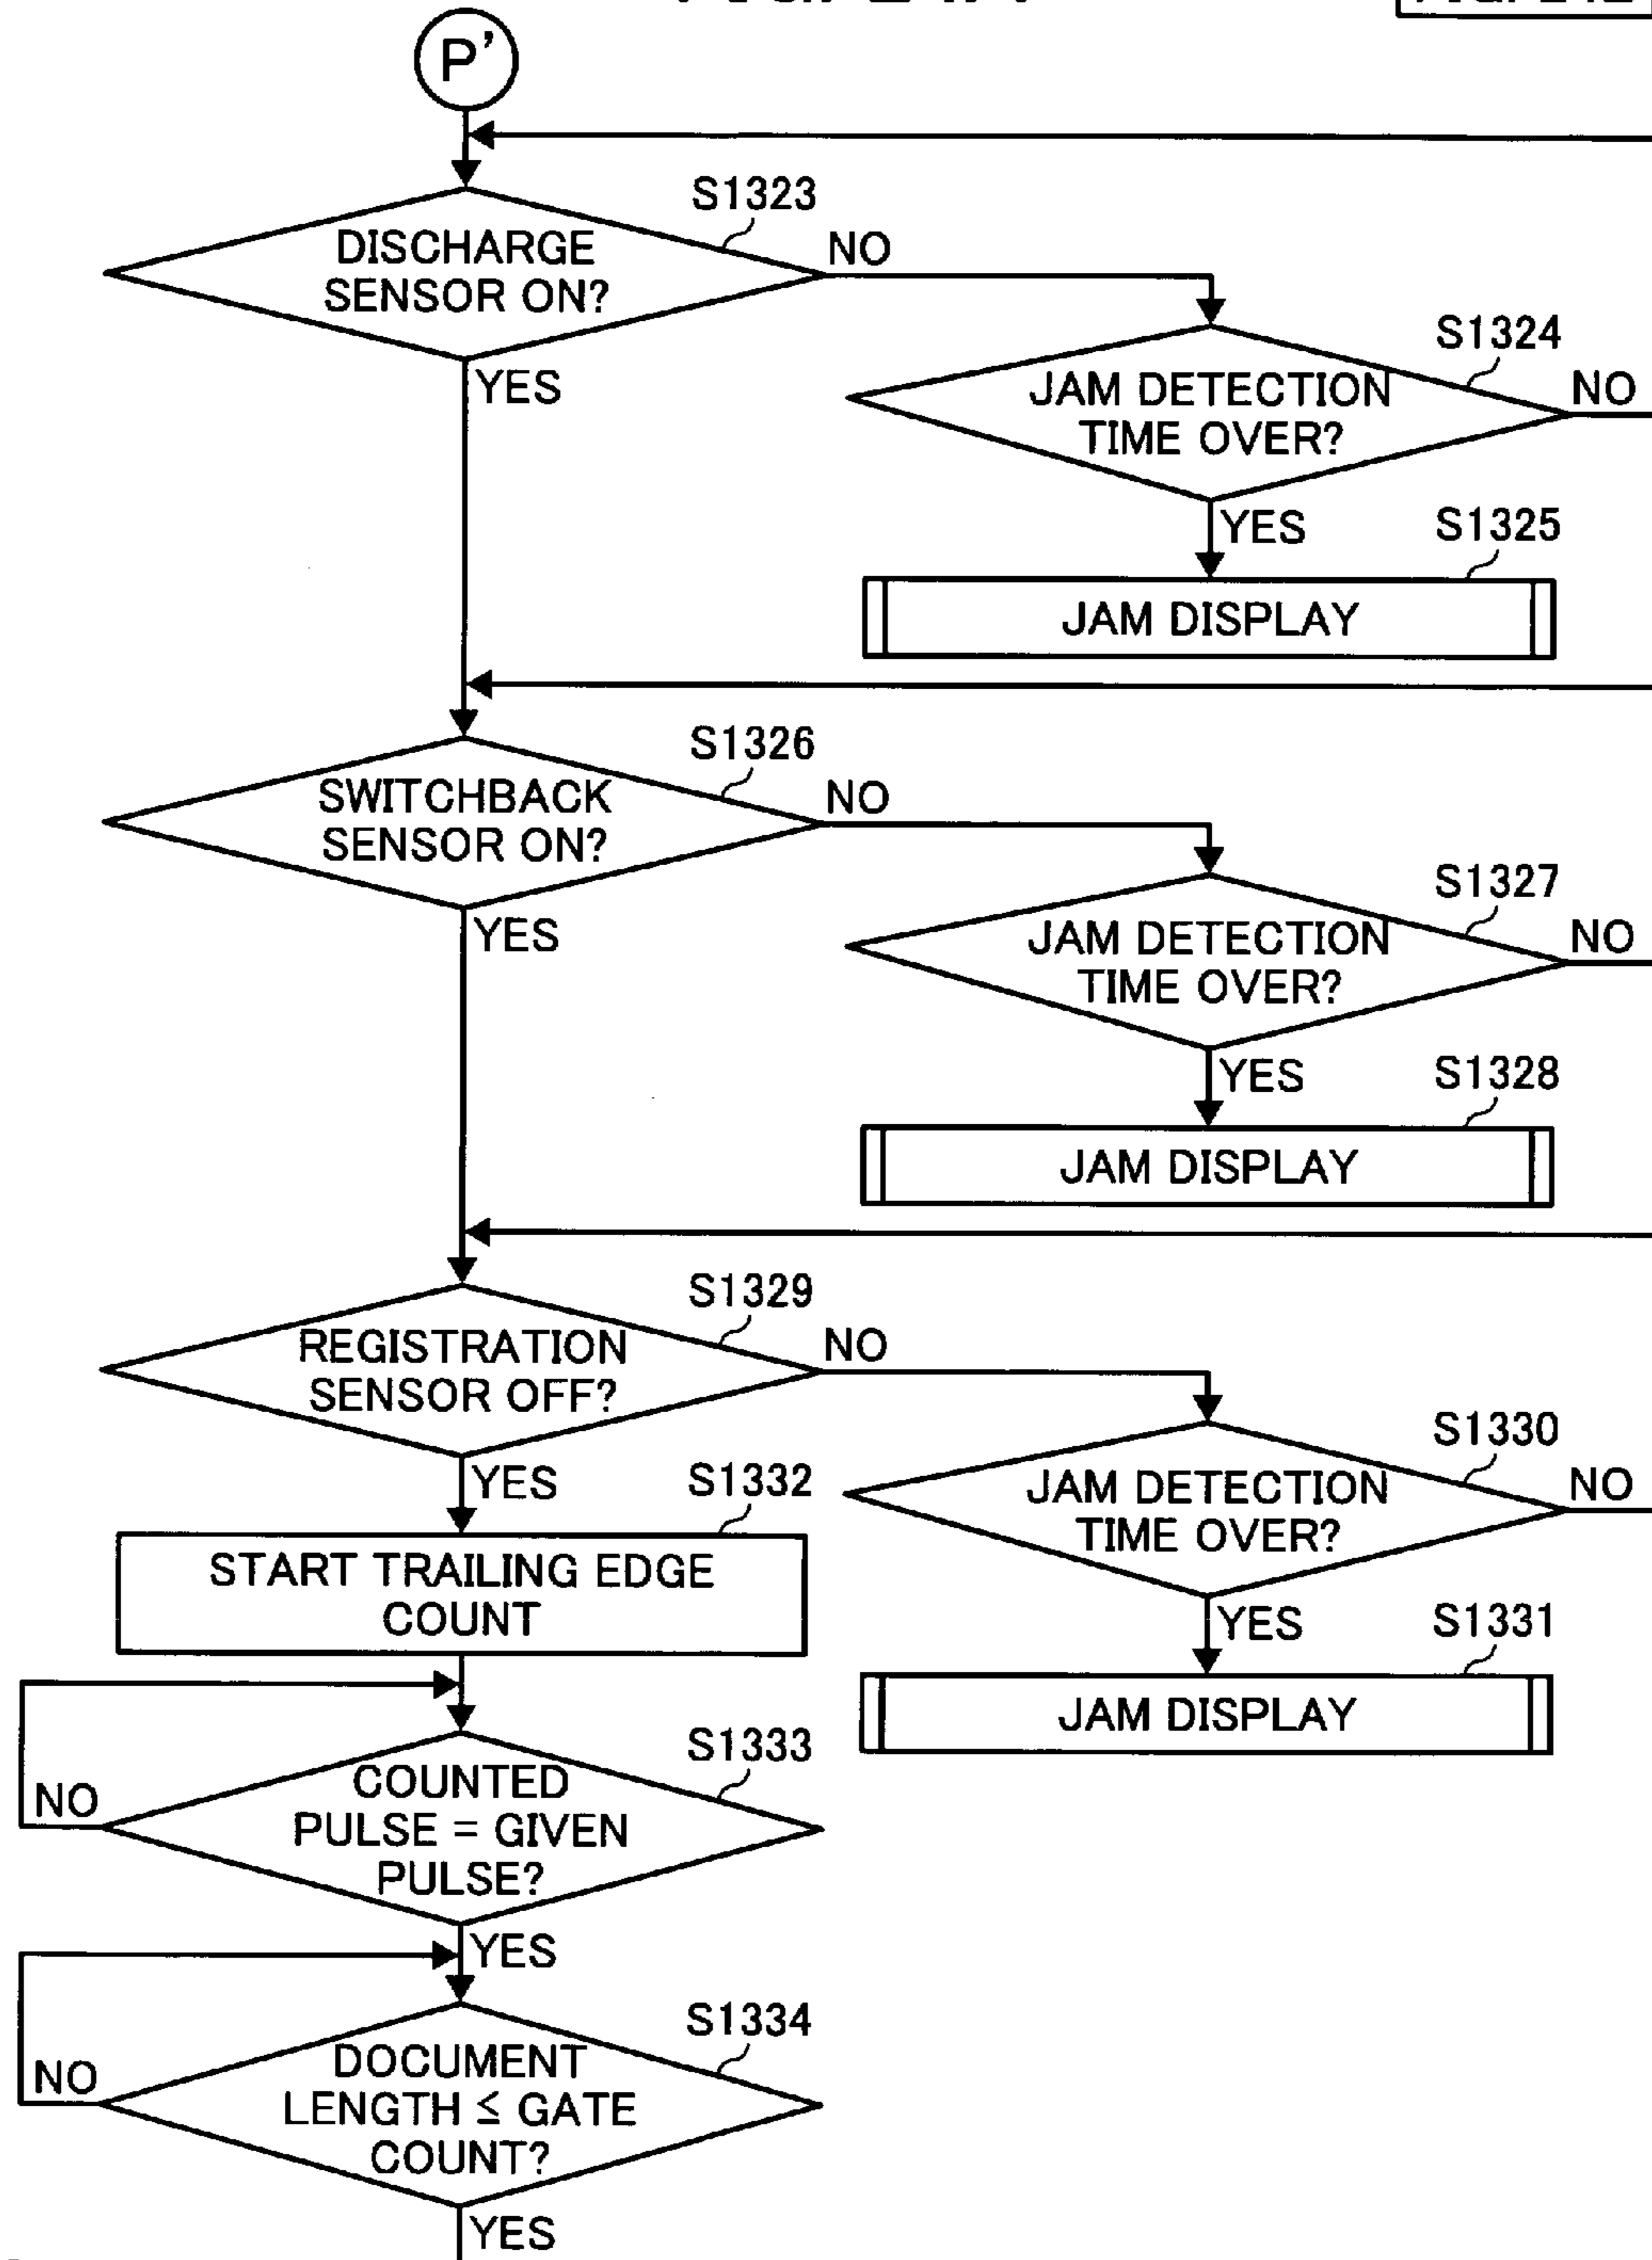 P'
S1323
DISCHARGE
SENSOR ON?
NO
YES
S1324
JAM DETECTION
TIME OVER?
NO
YES
S1325
JAM DISPLAY
S1326
SWITCHBACK
SENSOR ON?
NO
YES
S1327
JAM DETECTION
TIME OVER?
NO
YES
S1328
JAM DISPLAY
S1329
REGISTRATION
SENSOR OFF?
NO
YES
S1330
JAM DETECTION
TIME OVER?
NO
YES
S1331
JAM DISPLAY
S1332
START TRAILING EDGE
COUNT
S1333
COUNTED
PULSE = GIVEN
PULSE?
NO
YES
S1334
DOCUMENT
LENGTH ≤ GATE
COUNT?
NO
YES